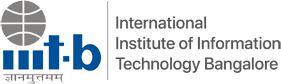 iiit-b
ज्ञानमुत्तमम्
International
Institute of Information
Technology Bangalore